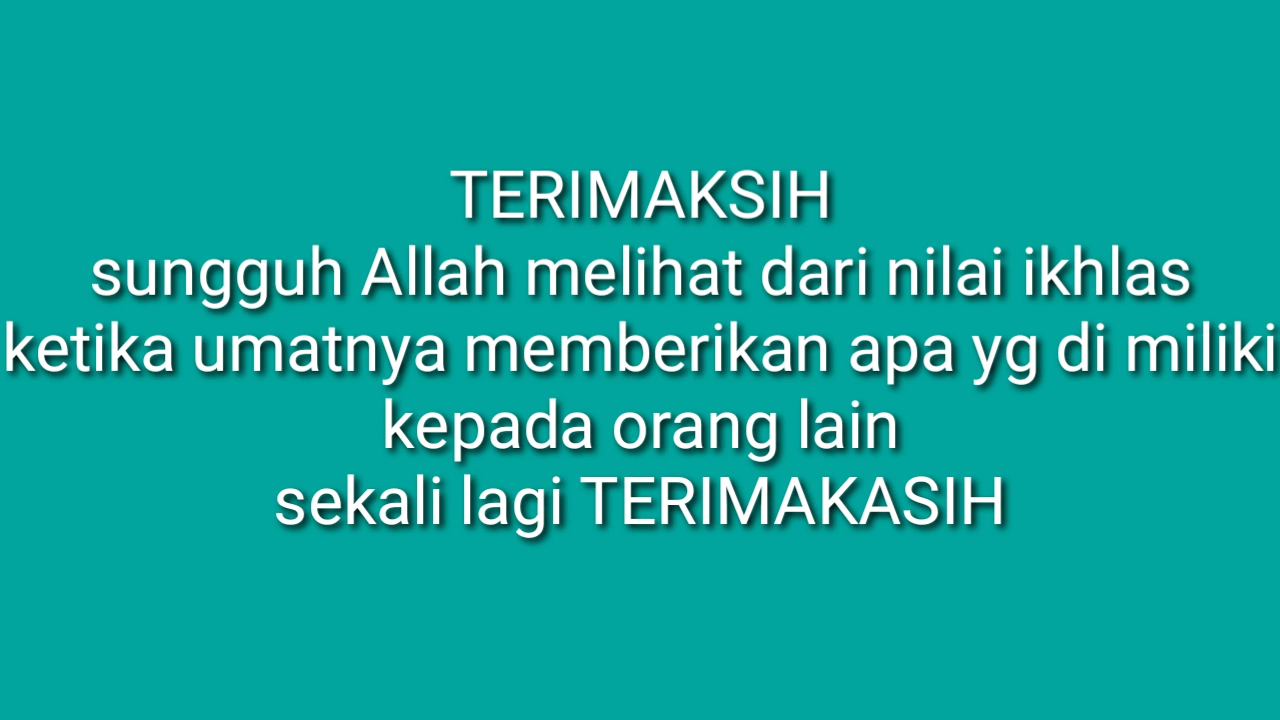 TERIMAKSIH
sungguh Allah melihat dari nilai ikhlas
ketika umatnya memberikan apa yg di miliki
kepada orang lain
sekali lagi TERIMAKASIH